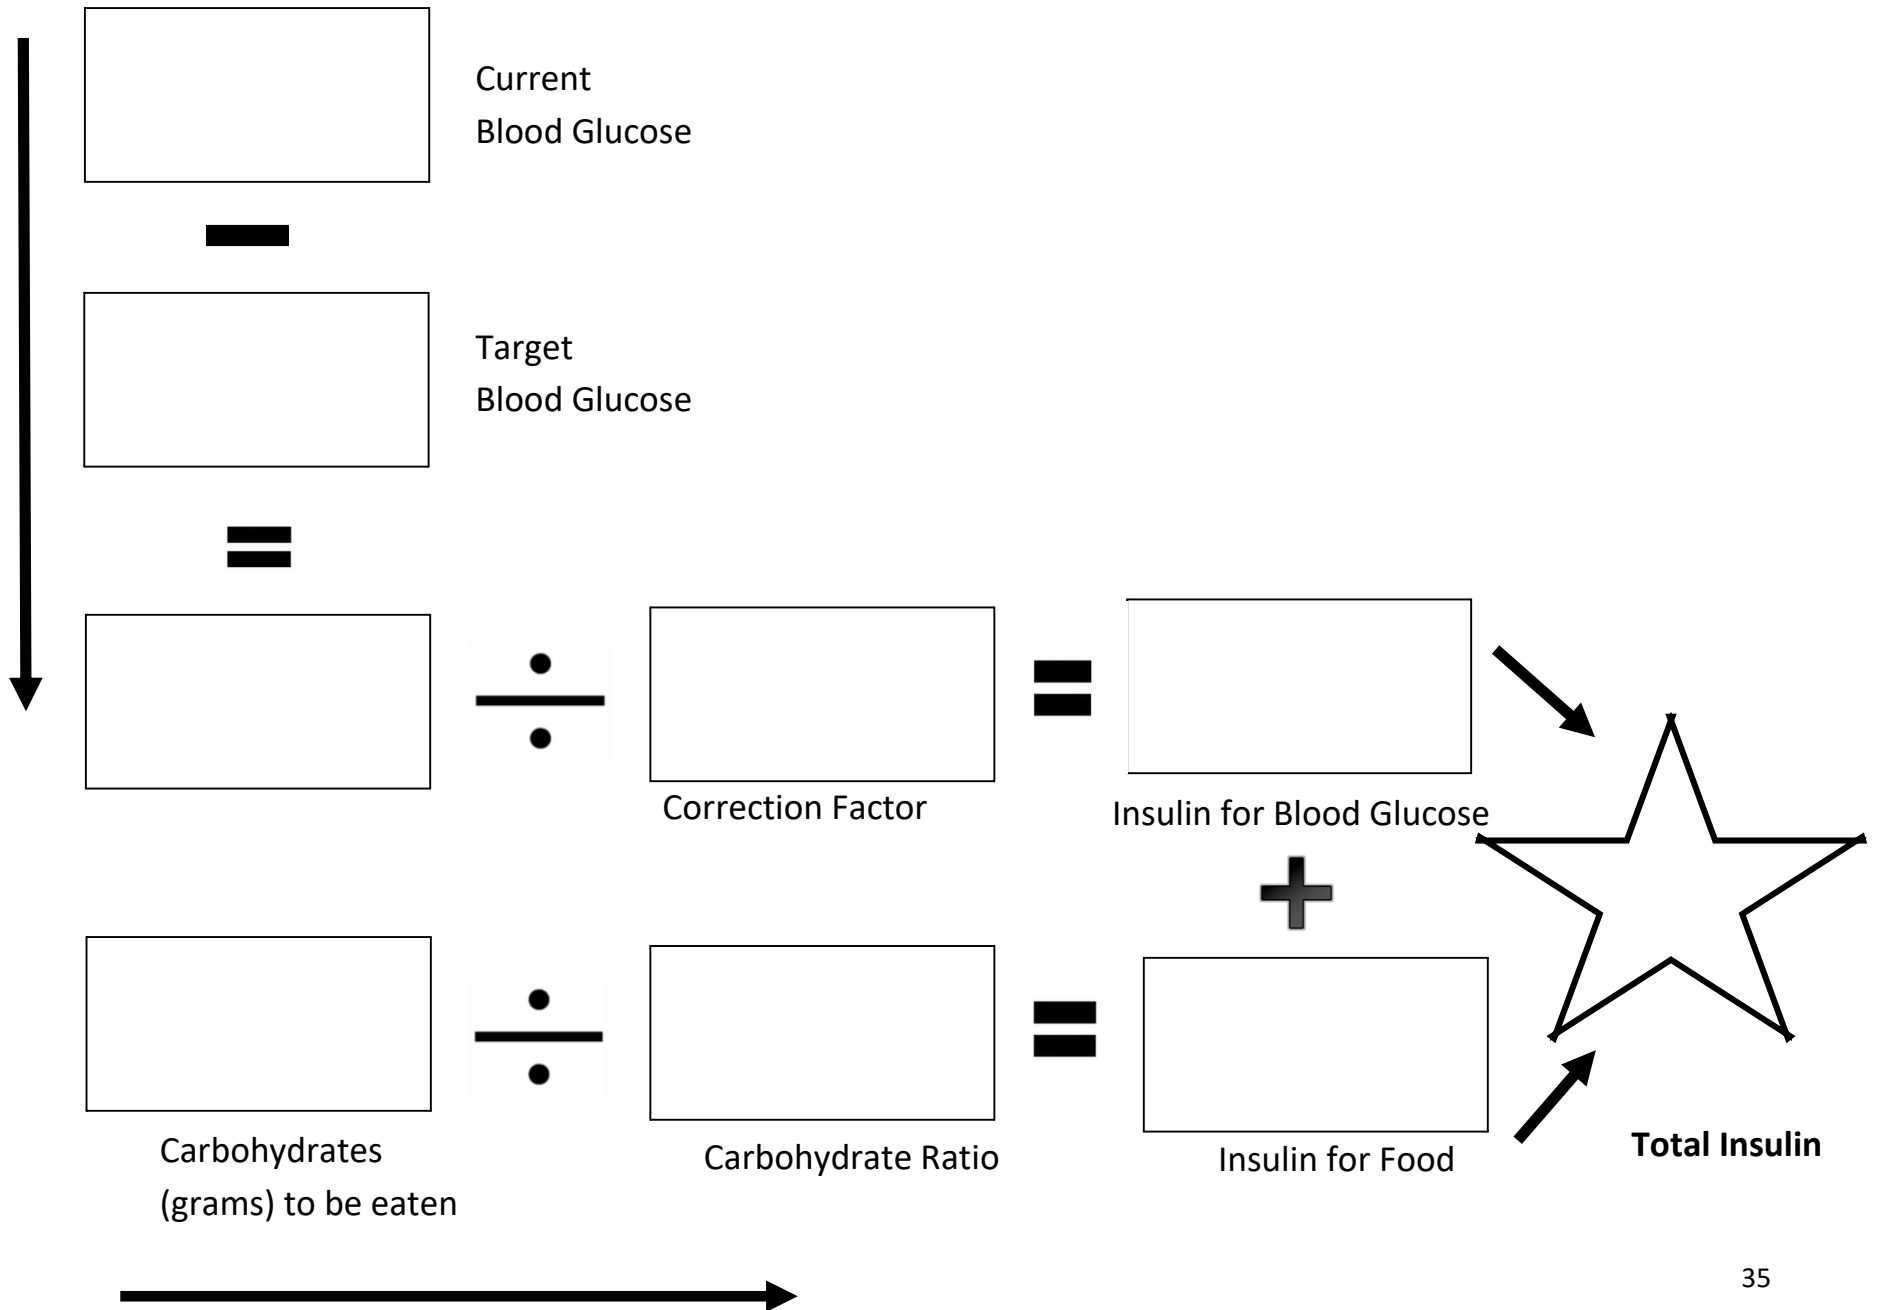 Current
Blood Glucose
Target
Blood Glucose
Correction Factor
Insulin for Blood Glucose
Carbohydrates
(grams) to be eaten
Carbohydrate Ratio
Insulin for Food
Total Insulin
35